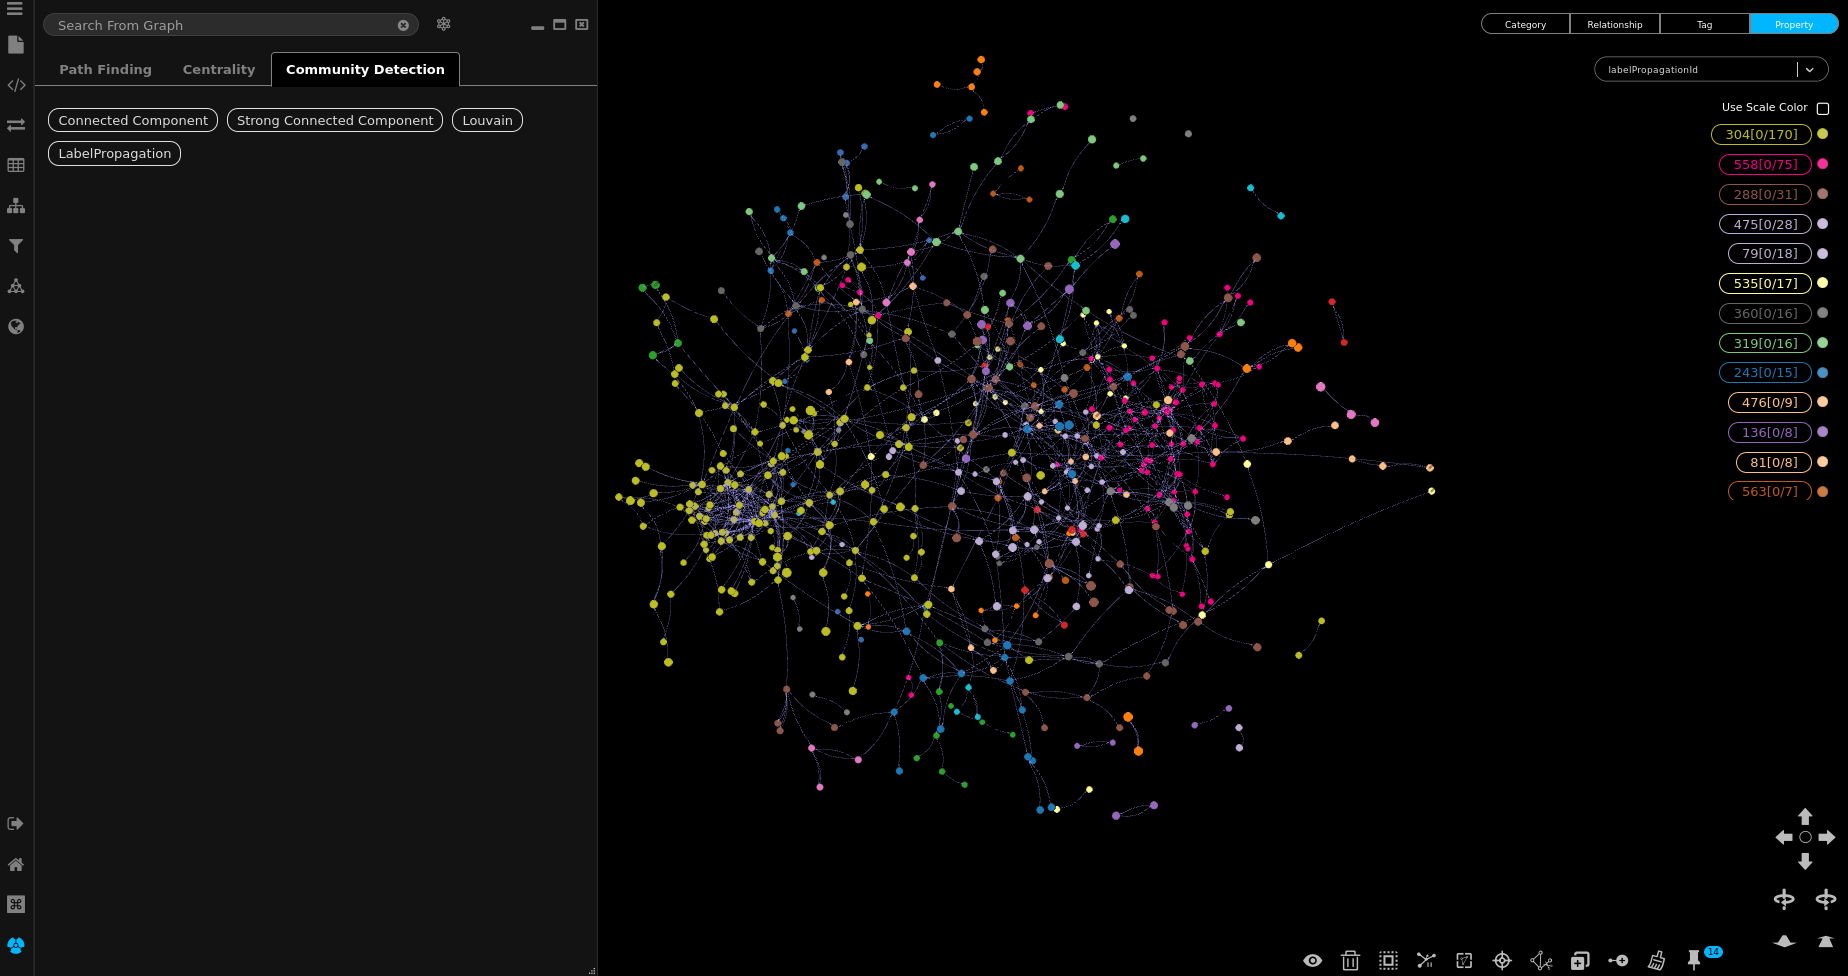 Search From Graph
Category Relationship Tag Property
Path Finding Centrality Community Detection
labelPropagationId
Use Scale Color
Connected Component Strong Connected Component Louvain
LabelPropagation
304[0/170]
558[0/75]
288[0/31]
475[0/28]
79[0/18]
535[0/17]
360[0/16]
319[0/16]
243[0/15]
476[0/9]
136[0/8]
81[0/8]
563[0/7]
14